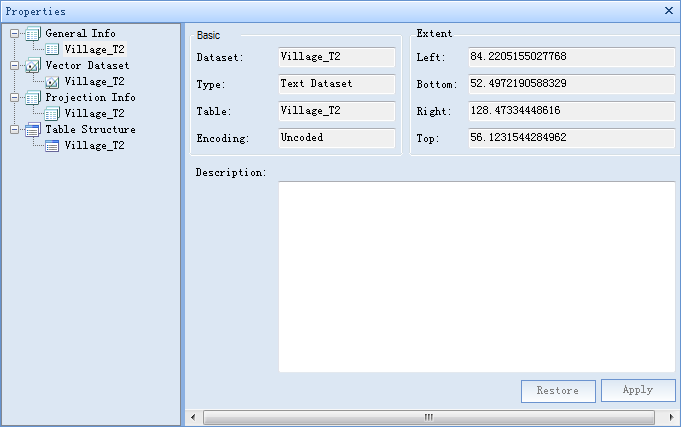 Properties
General Info
Village_T2
Vector Dataset
Village_T2
Projection Info
Village_T2
Table Structure
Village_T2
Basic
Dataset: Village_T2
Type: Text Dataset
Table: Village_T2
Encoding: Uncoded
Extent
Left: 84.2205155027768
Bottom: 52.4972190588329
Right: 128.47334448616
Top: 56.1231544284962
Description:
Restore Apply